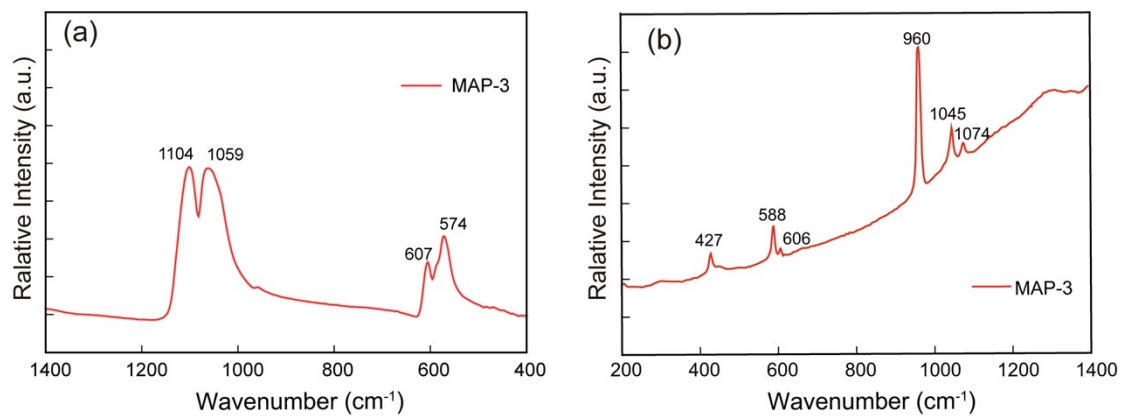 (a)
MAP-3
1104
1059
607
574
Ralative Intensity (a.u.)
1400
1200
1000
800
600
400
Wavenumber (cm⁻¹)
(b)
960
1045
1074
588
606
427
MAP-3
Ralative Intensity (a.u.)
200
400
600
800
1000
1200
1400
Wavenumber (cm⁻¹)